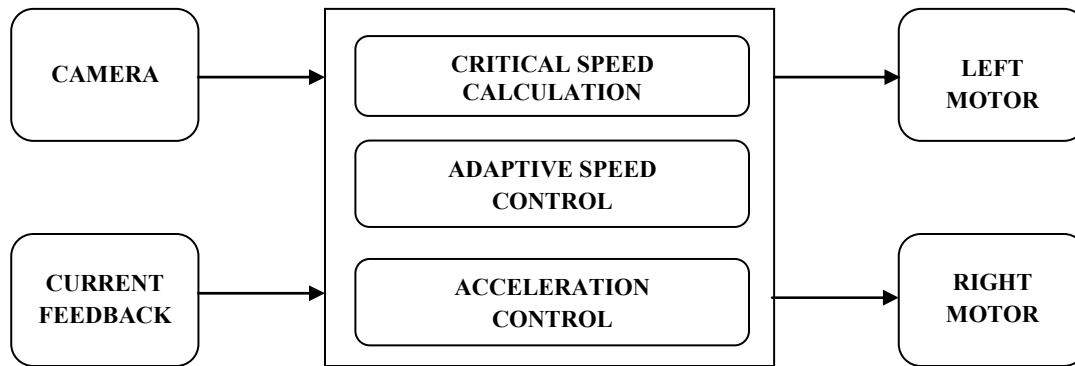 CAMERA
CRITICAL SPEED
CALCULATION
LEFT
MOTOR
ADAPTIVE SPEED
CONTROL
CURRENT
FEEDBACK
ACCELERATION
CONTROL
RIGHT
MOTOR